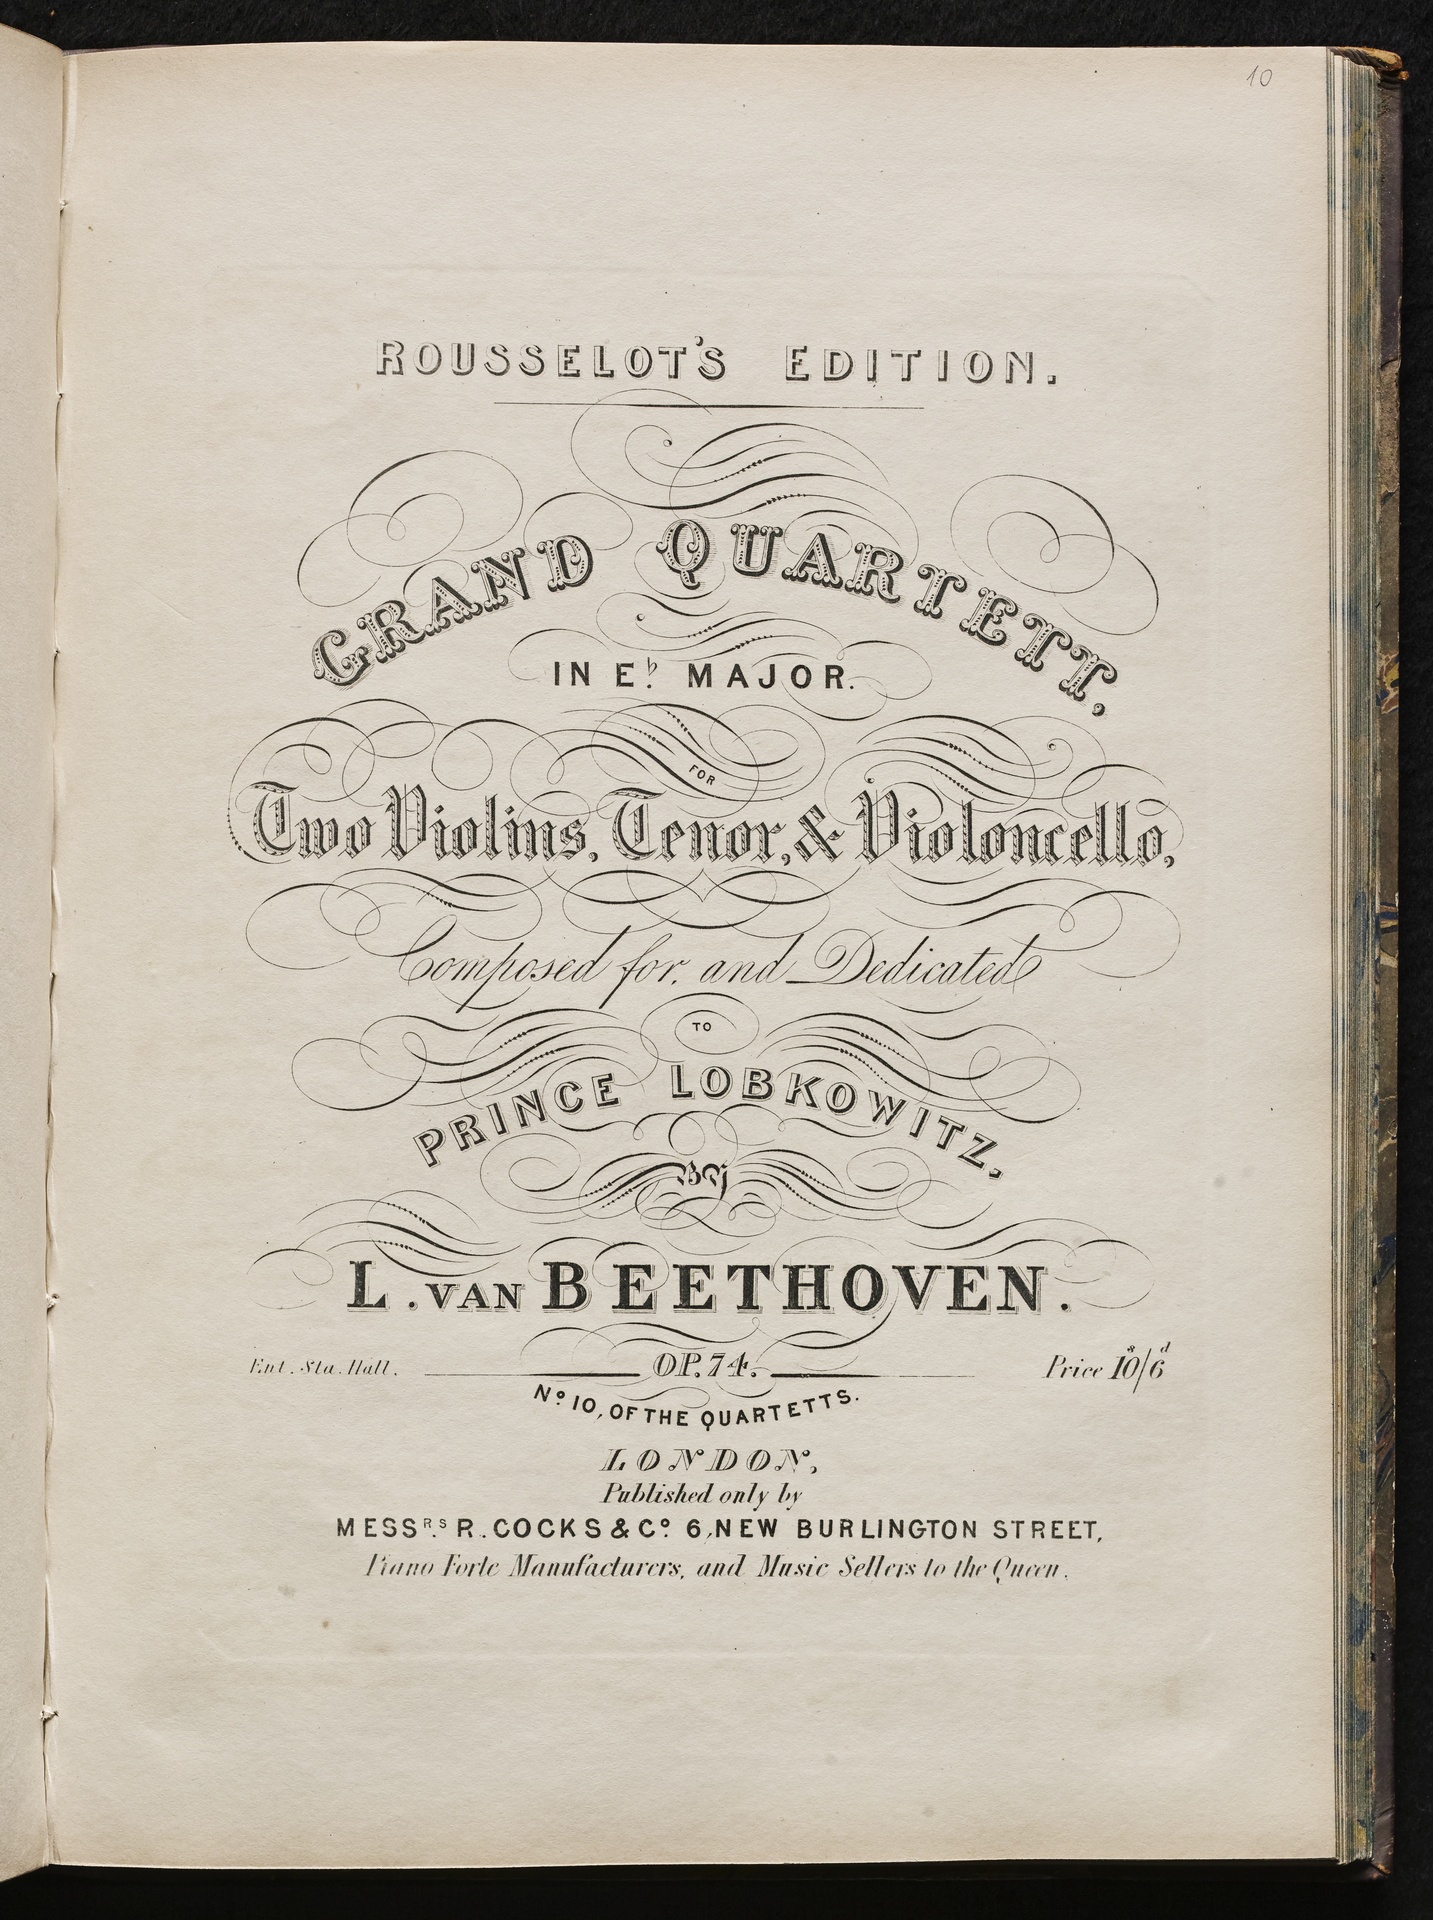 10
ROUSSELOT'S EDITION.
GRAND QUARTETT,
IN E♭ MAJOR.
FOR
Two Violins, Tenor, & Violoncello,
Composed for, and Dedicated
TO
PRINCE LOBKOWITZ,
BY
L. VAN BEETHOVEN.
Ent. Sta. Hall. OP. 74. Price 10s/6d
No 10, OF THE QUARTETTS.
LONDON,
Published only by
MESSRS R. COCKS & Co 6, NEW BURLINGTON STREET,
Piano Forte Manufacturers, and Music Sellers to the Queen.